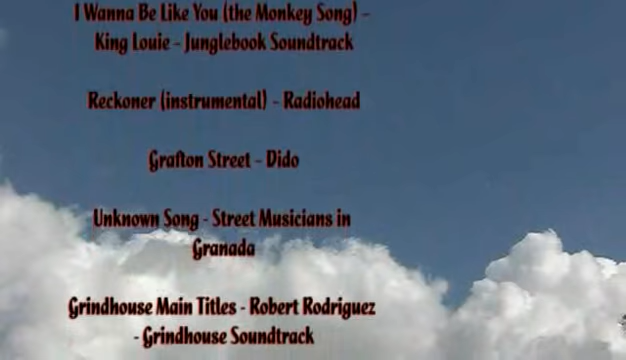 I Wanna Be Like You (the Monkey Song) -
King Louie - Junglebook Soundtrack
Reckoner (instrumental) - Radiohead
Grafton Street - Dido
Unknown Song - Street Musicians in
Granada
Grindhouse Main Titles - Robert Rodriguez
- Grindhouse Soundtrack